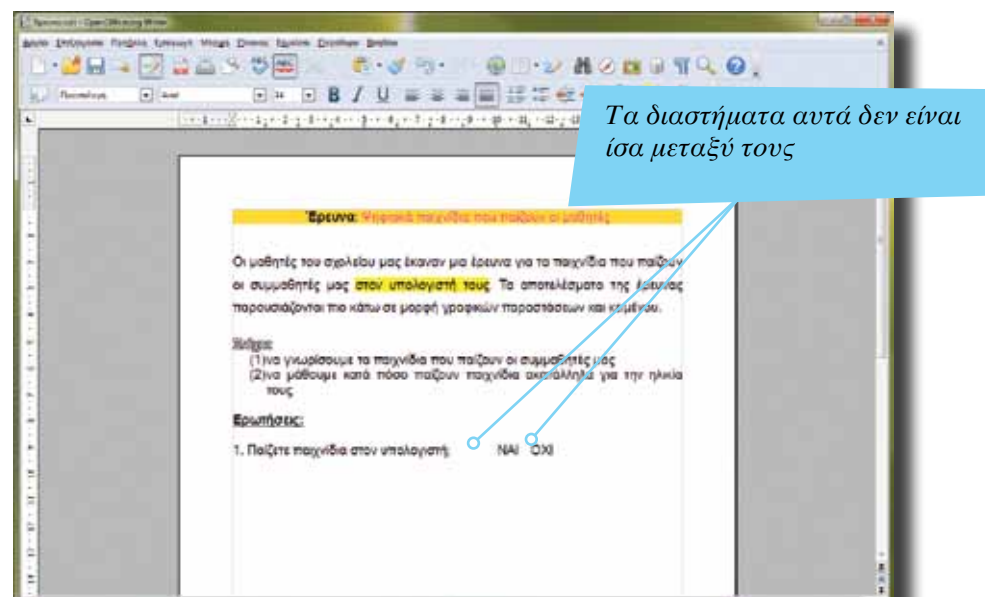 Τα διαστήματα αυτά δεν είναι
ίσα μεταξύ τους
Έρευνα: Ψηφιακά παιχνίδια που παίζουν οι μαθητές
Οι μαθητές του σχολείου μας έκαναν μια έρευνα για τα παιχνίδια που παίζουν
οι συμμαθητές μας στον υπολογιστή τους. Τα αποτελέσματα της έρευνας
παρουσιάζονται πιο κάτω σε μορφή γραφικών παραστάσεων και κειμένου.
(1)να γνωρίσουμε τα παιχνίδια που παίζουν οι συμμαθητές μας
(2)να μάθουμε κατά πόσο παίζουν παιχνίδια ακατάλληλα για την ηλικία
τους
Ερωτήσεις:
1. Παίζετε παιχνίδια στον υπολογιστή; ΝΑΙ ΟΧΙ